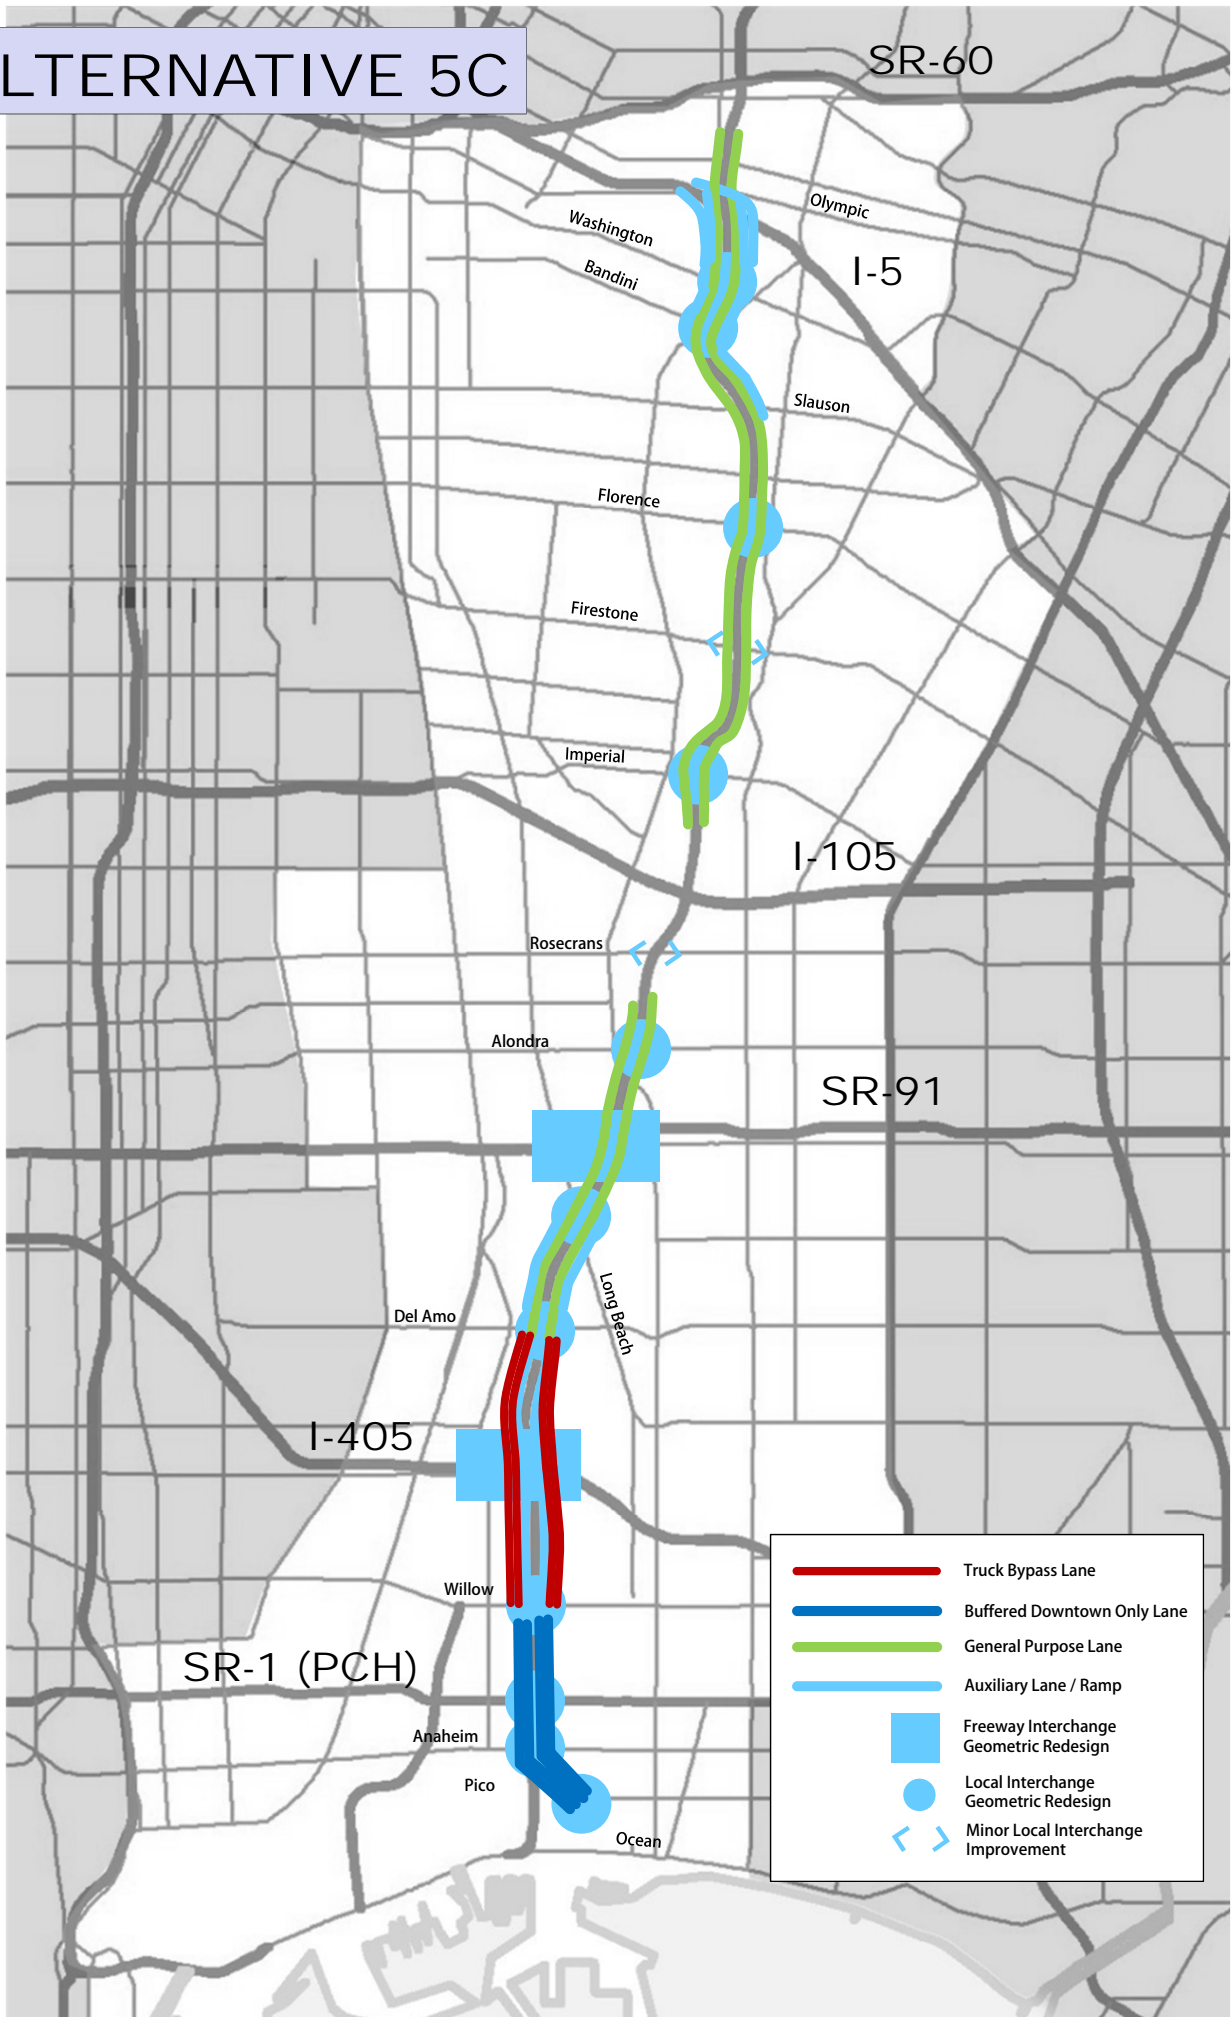 LTERNATIVE 5C
SR-60
Olympic
Washington
I-5
Bandini
Slauson
Florence
Firestone
Imperial
I-105
Rosecrans
Alondra
SR-91
Long Beach
Del Amo
I-405
Willow
SR-1 (PCH)
Anaheim
Pico
Ocean
Truck Bypass Lane
Buffered Downtown Only Lane
General Purpose Lane
Auxiliary Lane / Ramp
Freeway Interchange
Geometric Redesign
Local Interchange
Geometric Redesign
Minor Local Interchange
Improvement